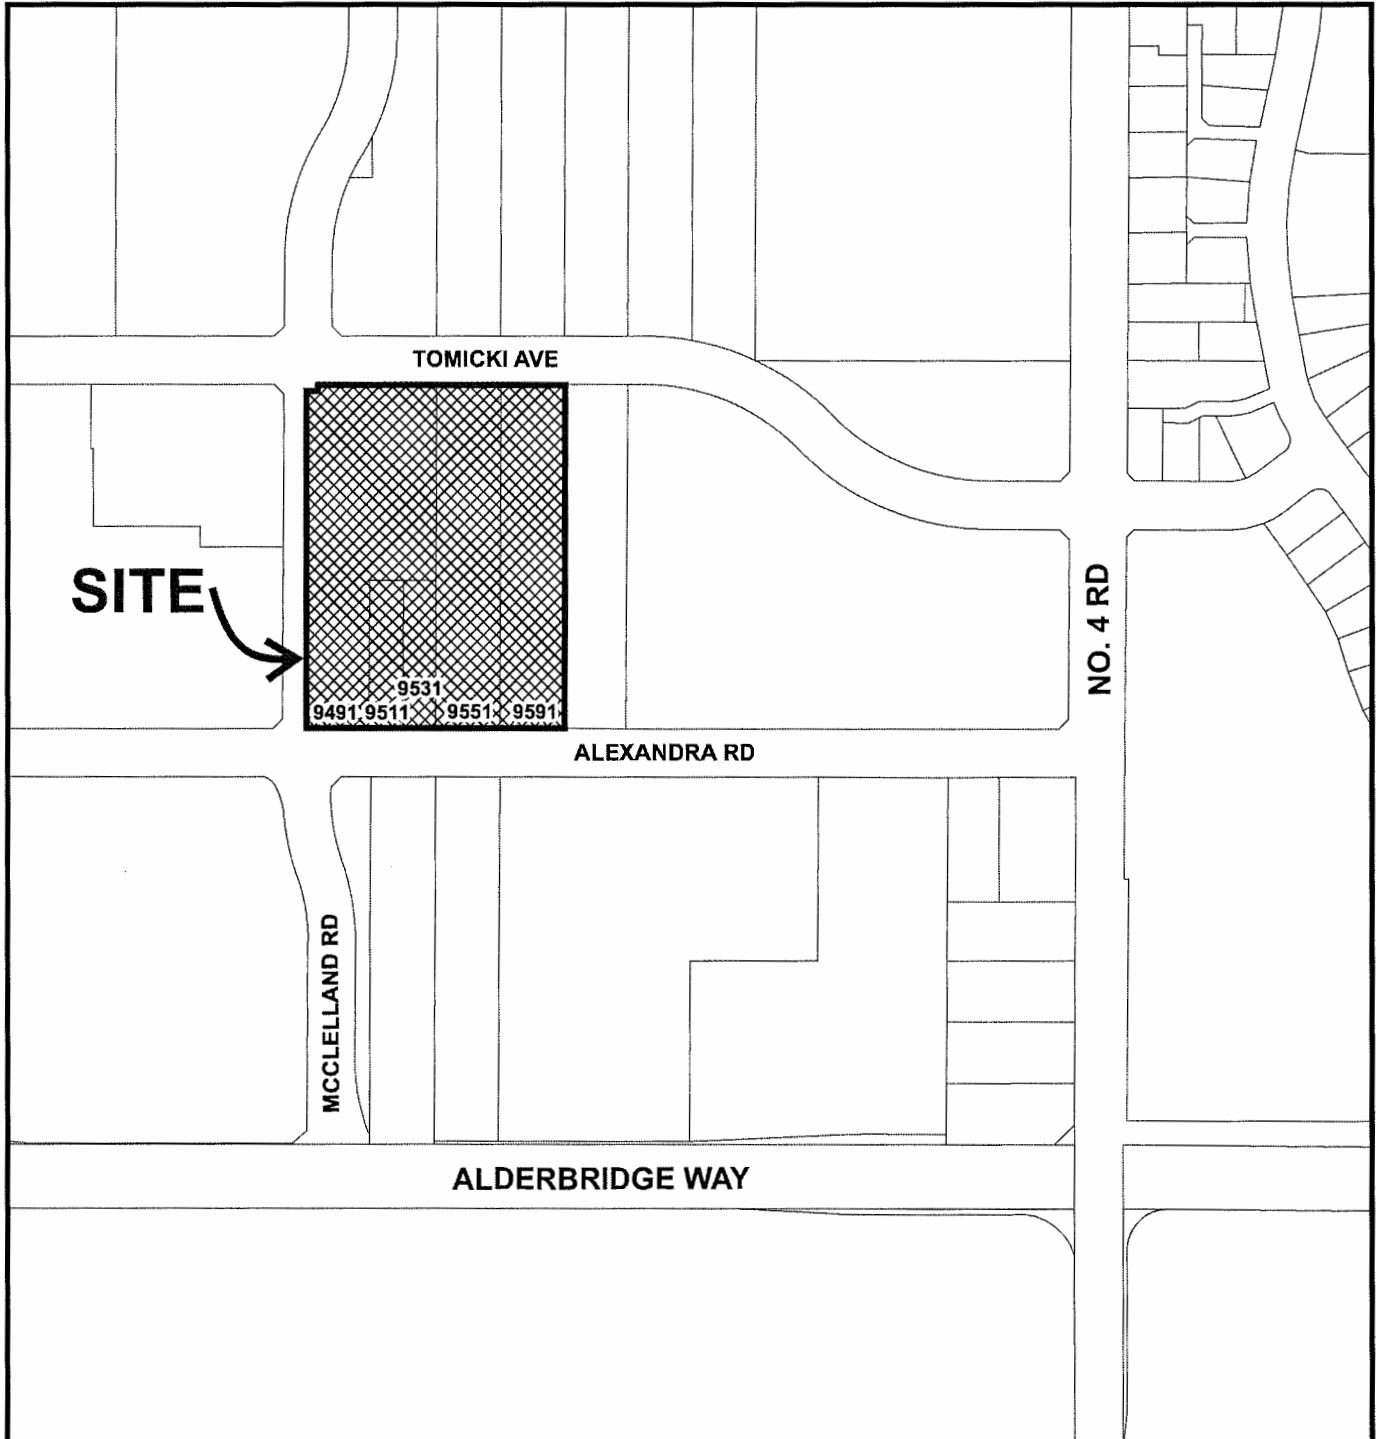 TOMICKI AVE
SITE
NO. 4 RD
9531
9491 9511 9551 9591
ALEXANDRA RD
MCCLELLAND RD
ALDERBRIDGE WAY